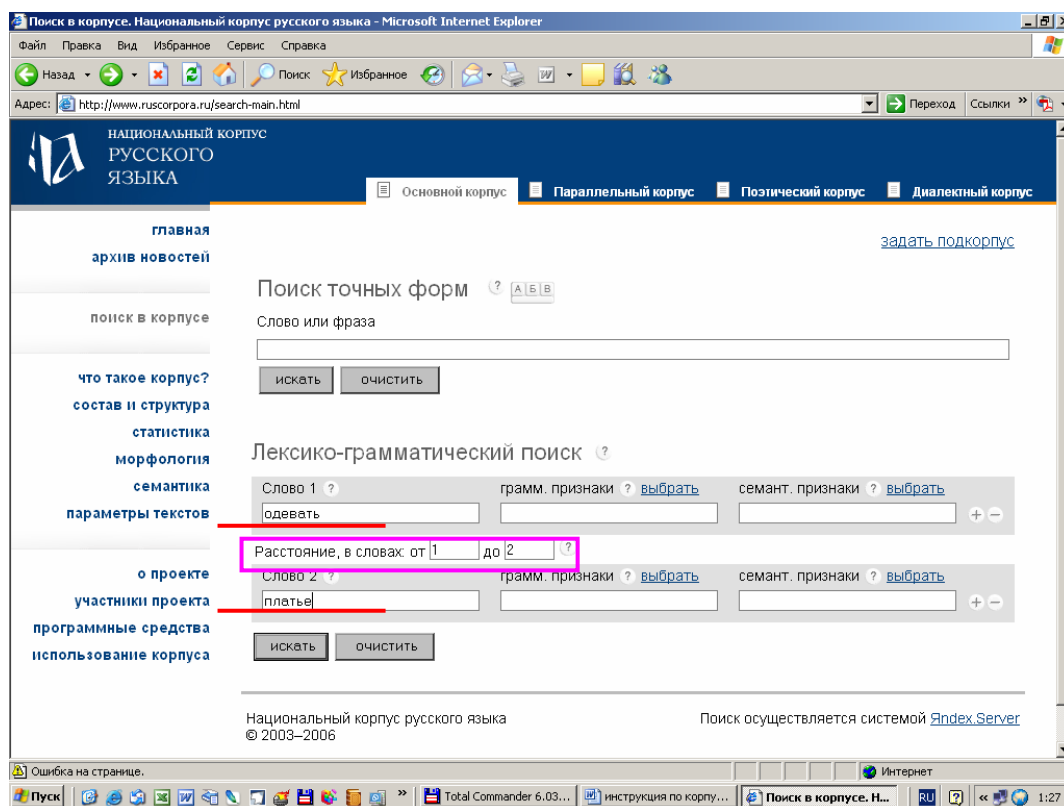 Поиск в корпусе. Национальный корпус русского языка - Microsoft Internet Explorer
Файл Правка Вид Избранное Сервис Справка
Назад Поиск Избранное
Адрес: http://www.ruscorpora.ru/search-main.html Переход Ссылки »
НАЦИОНАЛЬНЫЙ КОРПУС
РУССКОГО
ЯЗЫКА
Основной корпус Параллельный корпус Поэтический корпус Диалектный корпус
главная
архив новостей
поиск в корпусе
что такое корпус?
состав и структура
статистика
морфология
семантика
параметры текстов
о проекте
участники проекта
программные средства
использование корпуса
задать подкорпус
Поиск точных форм ? А Б В
Слово или фраза
искать очистить
Лексико-грамматический поиск ?
Слово 1 ? грамм. признаки ? выбрать семант. признаки ? выбрать
одевать
Расстояние, в словах: от 1 до 2 ?
Слово 2 ? грамм. признаки ? выбрать семант. признаки ? выбрать
платье
искать очистить
Национальный корпус русского языка Поиск осуществляется системой Яndex.Server
© 2003–2006
Ошибка на странице. Интернет
Пуск » Total Commander 6.03... инструкция по корпу... Поиск в корпусе. Н... RU « 1:2